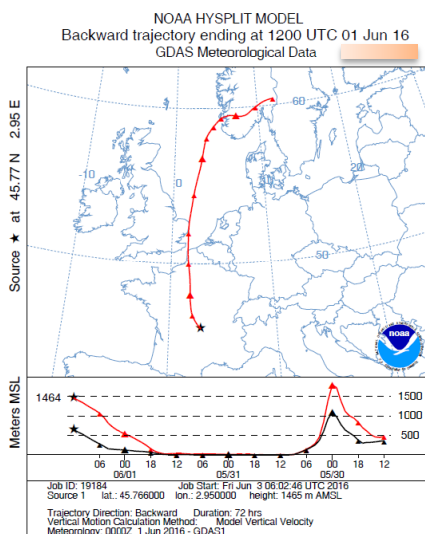 NOAA HYSPLIT MODEL
Backward trajectory ending at 1200 UTC 01 Jun 16
GDAS Meteorological Data
Source ★ at 45.77 N 2.95 E
60
-10
0
20
50
noaa
Meters MSL
1464
1500
1000
500
06 00 18 12 06 00 18 12 06 00 18 12
06/01 05/31 05/30
Job ID: 19184 Job Start: Fri Jun 3 06:02:46 UTC 2016
Source 1 lat.: 45.766000 lon.: 2.950000 height: 1465 m AMSL
Trajectory Direction: Backward Duration: 72 hrs
Vertical Motion Calculation Method: Model Vertical Velocity
Meteorology: 0000Z 1 Jun 2016 - GDAS1